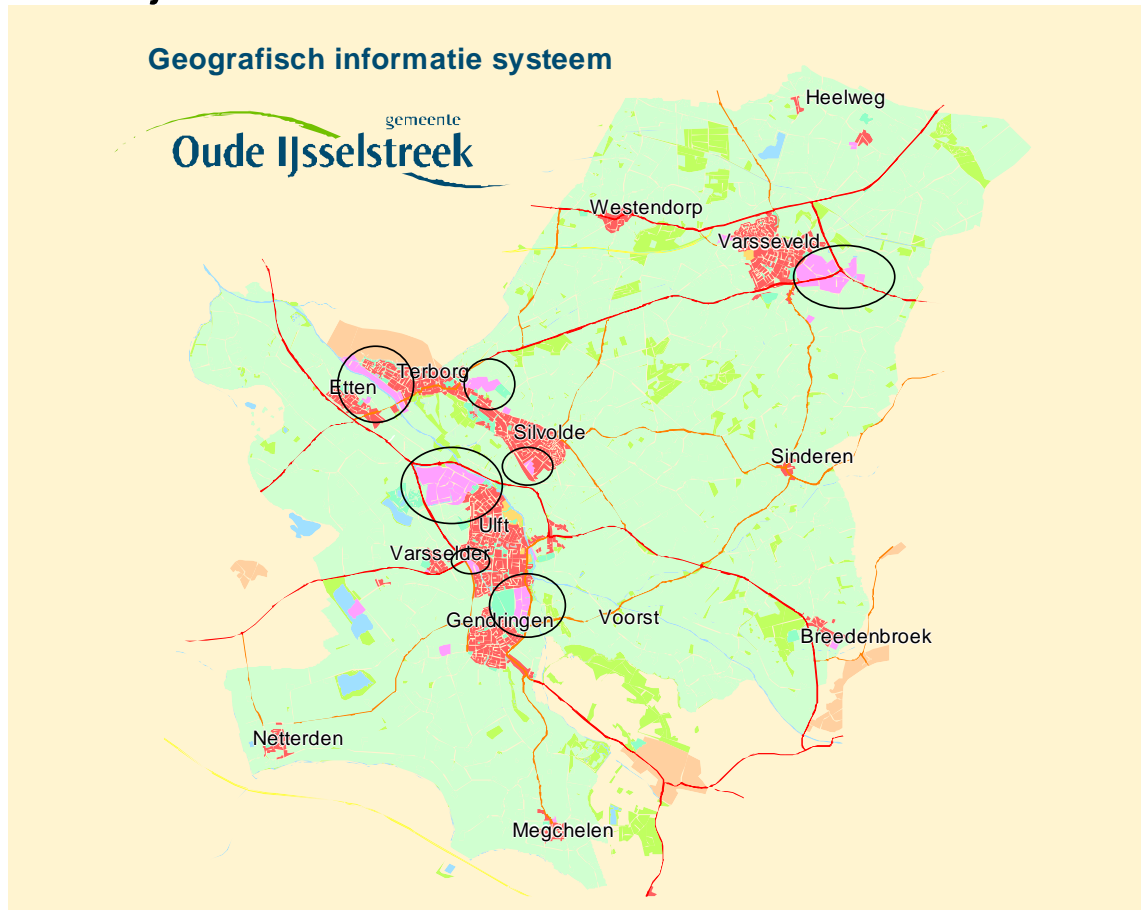 Geografisch informatie systeem
gemeente
Oude IJsselstreek
Heelweg
Westendorp
Varsseveld
Terborg
Etten
Silvolde
Sinderen
Ulft
Varsselder
Gendringen
Voorst
Breedenbroek
Netterden
Megchelen